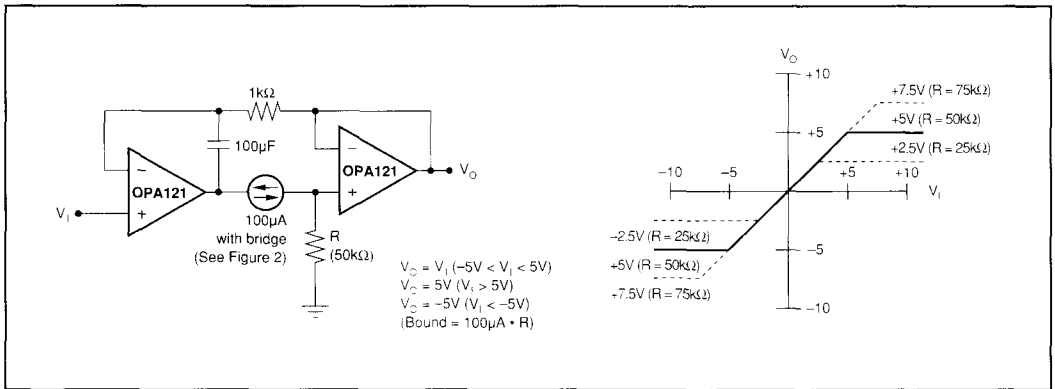 1kΩ
100µF
−
OPA121
+
V_I
−
OPA121
+
V_O
100µA
with bridge
(See Figure 2)
R
(50kΩ)
V_O = V_I (−5V < V_I < 5V)
V_O = 5V (V_I > 5V)
V_O = −5V (V_I < −5V)
(Bound = 100µA • R)
V_O
+10
+7.5V (R = 75kΩ)
+5
+5V (R = 50kΩ)
+2.5V (R = 25kΩ)
−10
−5
+5
+10
V_I
−2.5V (R = 25kΩ)
+5V (R = 50kΩ)
+7.5V (R = 75kΩ)
−5
−10